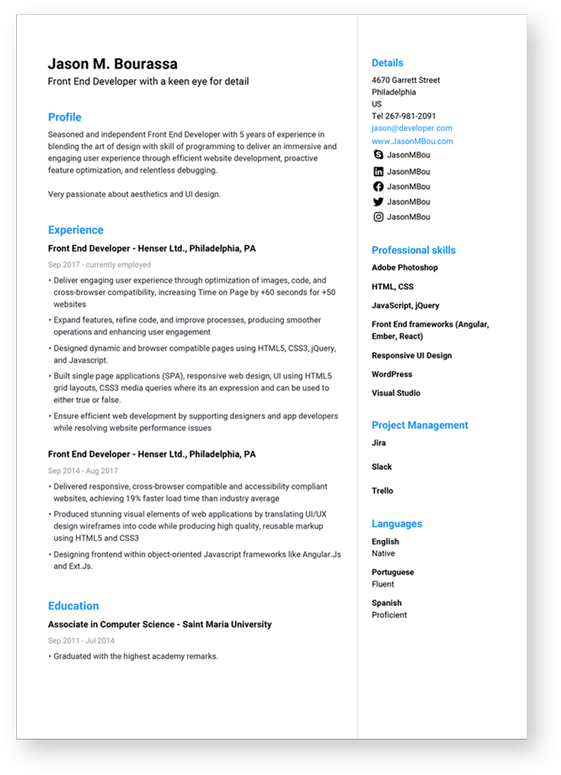 Jason M. Bourassa
Front End Developer with a keen eye for detail
Profile
Seasoned and independent Front End Developer with 5 years of experience in
blending the art of design with skill of programming to deliver an immersive and
engaging user experience through efficient website development, proactive
feature optimization, and relentless debugging.
Very passionate about aesthetics and UI design.
Experience
Front End Developer - Henser Ltd., Philadelphia, PA
Sep 2017 - currently employed
• Deliver engaging user experience through optimization of images, code, and
cross-browser compatibility, increasing Time on Page by +60 seconds for +50
websites
• Expand features, refine code, and improve processes, producing smoother
operations and enhancing user engagement
• Designed dynamic and browser compatible pages using HTML5, CSS3, jQuery,
and Javascript.
• Built single page applications (SPA), responsive web design, UI using HTML5
grid layouts, CSS3 media queries where its an expression and can be used to
either true or false.
• Ensure efficient web development by supporting designers and app developers
while resolving website performance issues
Front End Developer - Henser Ltd., Philadelphia, PA
Sep 2014 - Aug 2017
• Delivered responsive, cross-browser compatible and accessibility compliant
websites, achieving 19% faster load time than industry average
• Produced stunning visual elements of web applications by translating UI/UX
design wireframes into code while producing high quality, reusable markup
using HTML5 and CSS3
• Designing frontend within object-oriented Javascript frameworks like Angular.Js
and Ext.Js.
Education
Associate in Computer Science - Saint Maria University
Sep 2011 - Jul 2014
• Graduated with the highest academy remarks.
Details
4670 Garrett Street
Philadelphia
US
Tel 267-981-2091
jason@developer.com
www.JasonMBou.com
JasonMBou
JasonMBou
JasonMBou
JasonMBou
JasonMBou
Professional skills
Adobe Photoshop
HTML, CSS
JavaScript, jQuery
Front End frameworks (Angular,
Ember, React)
Responsive UI Design
WordPress
Visual Studio
Project Management
Jira
Slack
Trello
Languages
English
Native
Portuguese
Fluent
Spanish
Proficient